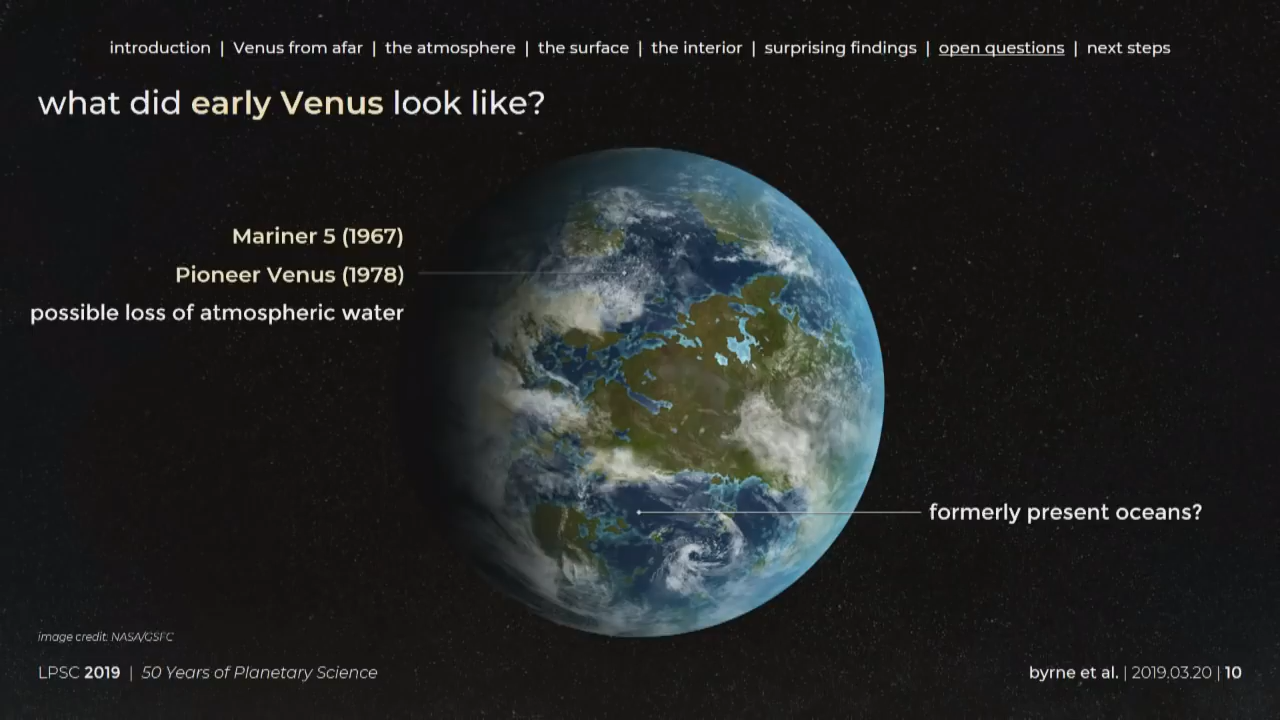 introduction | Venus from afar | the atmosphere | the surface | the interior | surprising findings | open questions | next steps
what did early Venus look like?
Mariner 5 (1967)
Pioneer Venus (1978)
possible loss of atmospheric water
formerly present oceans?
image credit: NASA/GSFC
LPSC 2019 | 50 Years of Planetary Science
byrne et al. | 2019.03.20 | 10